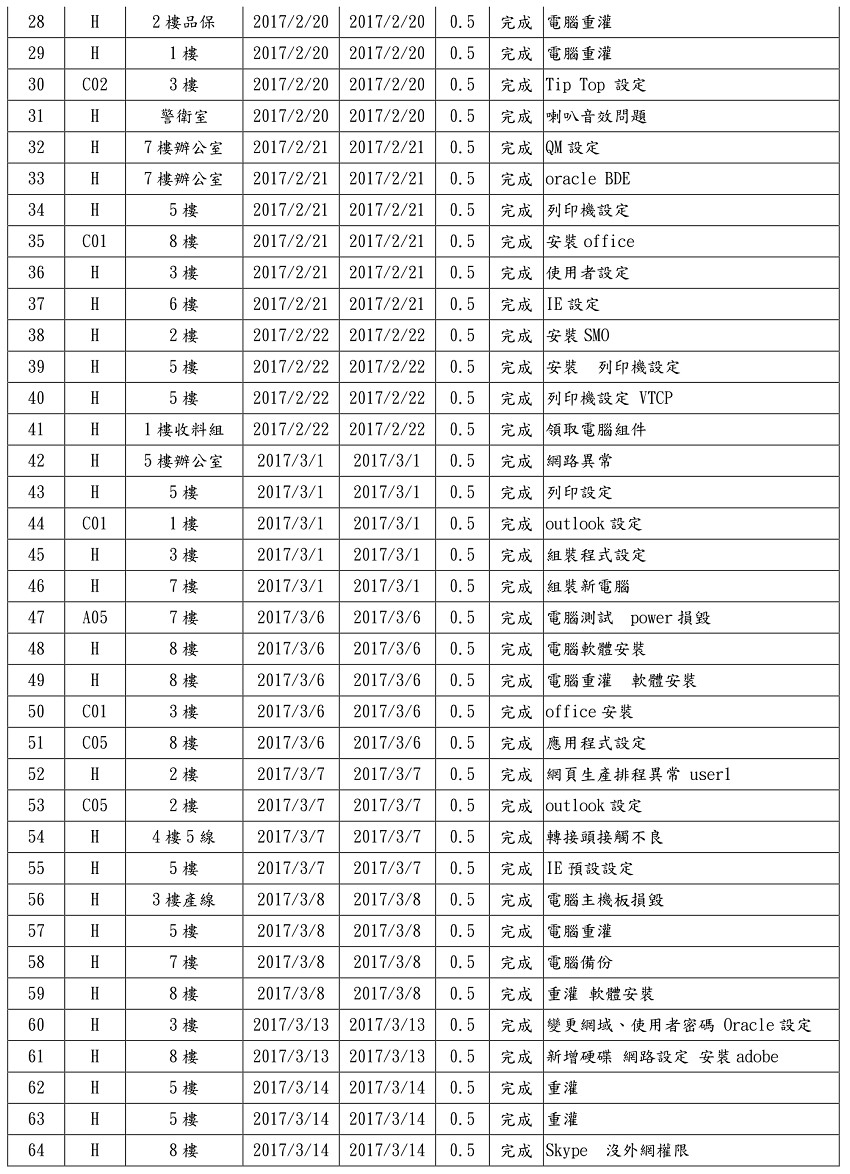 28 H 2樓品保 2017/2/20 2017/2/20 0.5 完成 電腦重灌
29 H 1樓 2017/2/20 2017/2/20 0.5 完成 電腦重灌
30 C02 3樓 2017/2/20 2017/2/20 0.5 完成 Tip Top 設定
31 H 警衛室 2017/2/20 2017/2/20 0.5 完成 喇叭音效問題
32 H 7樓辦公室 2017/2/21 2017/2/21 0.5 完成 QM設定
33 H 7樓辦公室 2017/2/21 2017/2/21 0.5 完成 oracle BDE
34 H 5樓 2017/2/21 2017/2/21 0.5 完成 列印機設定
35 C01 8樓 2017/2/21 2017/2/21 0.5 完成 安裝office
36 H 3樓 2017/2/21 2017/2/21 0.5 完成 使用者設定
37 H 6樓 2017/2/21 2017/2/21 0.5 完成 IE設定
38 H 2樓 2017/2/22 2017/2/22 0.5 完成 安裝SMO
39 H 5樓 2017/2/22 2017/2/22 0.5 完成 安裝 列印機設定
40 H 5樓 2017/2/22 2017/2/22 0.5 完成 列印機設定 VTCP
41 H 1樓收料組 2017/2/22 2017/2/22 0.5 完成 領取電腦組件
42 H 5樓辦公室 2017/3/1 2017/3/1 0.5 完成 網路異常
43 H 5樓 2017/3/1 2017/3/1 0.5 完成 列印設定
44 C01 1樓 2017/3/1 2017/3/1 0.5 完成 outlook設定
45 H 3樓 2017/3/1 2017/3/1 0.5 完成 組裝程式設定
46 H 7樓 2017/3/1 2017/3/1 0.5 完成 組裝新電腦
47 A05 7樓 2017/3/6 2017/3/6 0.5 完成 電腦測試 power損毀
48 H 8樓 2017/3/6 2017/3/6 0.5 完成 電腦軟體安裝
49 H 8樓 2017/3/6 2017/3/6 0.5 完成 電腦重灌 軟體安裝
50 C01 3樓 2017/3/6 2017/3/6 0.5 完成 office安裝
51 C05 8樓 2017/3/6 2017/3/6 0.5 完成 應用程式設定
52 H 2樓 2017/3/7 2017/3/7 0.5 完成 網頁生產排程異常 user1
53 C05 2樓 2017/3/7 2017/3/7 0.5 完成 outlook設定
54 H 4樓5線 2017/3/7 2017/3/7 0.5 完成 轉接頭接觸不良
55 H 5樓 2017/3/7 2017/3/7 0.5 完成 IE預設設定
56 H 3樓產線 2017/3/8 2017/3/8 0.5 完成 電腦主機板損毀
57 H 5樓 2017/3/8 2017/3/8 0.5 完成 電腦重灌
58 H 7樓 2017/3/8 2017/3/8 0.5 完成 電腦備份
59 H 8樓 2017/3/8 2017/3/8 0.5 完成 重灌 軟體安裝
60 H 3樓 2017/3/13 2017/3/13 0.5 完成 變更網域、使用者密碼 Oracle設定
61 H 8樓 2017/3/13 2017/3/13 0.5 完成 新增硬碟 網路設定 安裝adobe
62 H 5樓 2017/3/14 2017/3/14 0.5 完成 重灌
63 H 5樓 2017/3/14 2017/3/14 0.5 完成 重灌
64 H 8樓 2017/3/14 2017/3/14 0.5 完成 Skype 沒外網權限